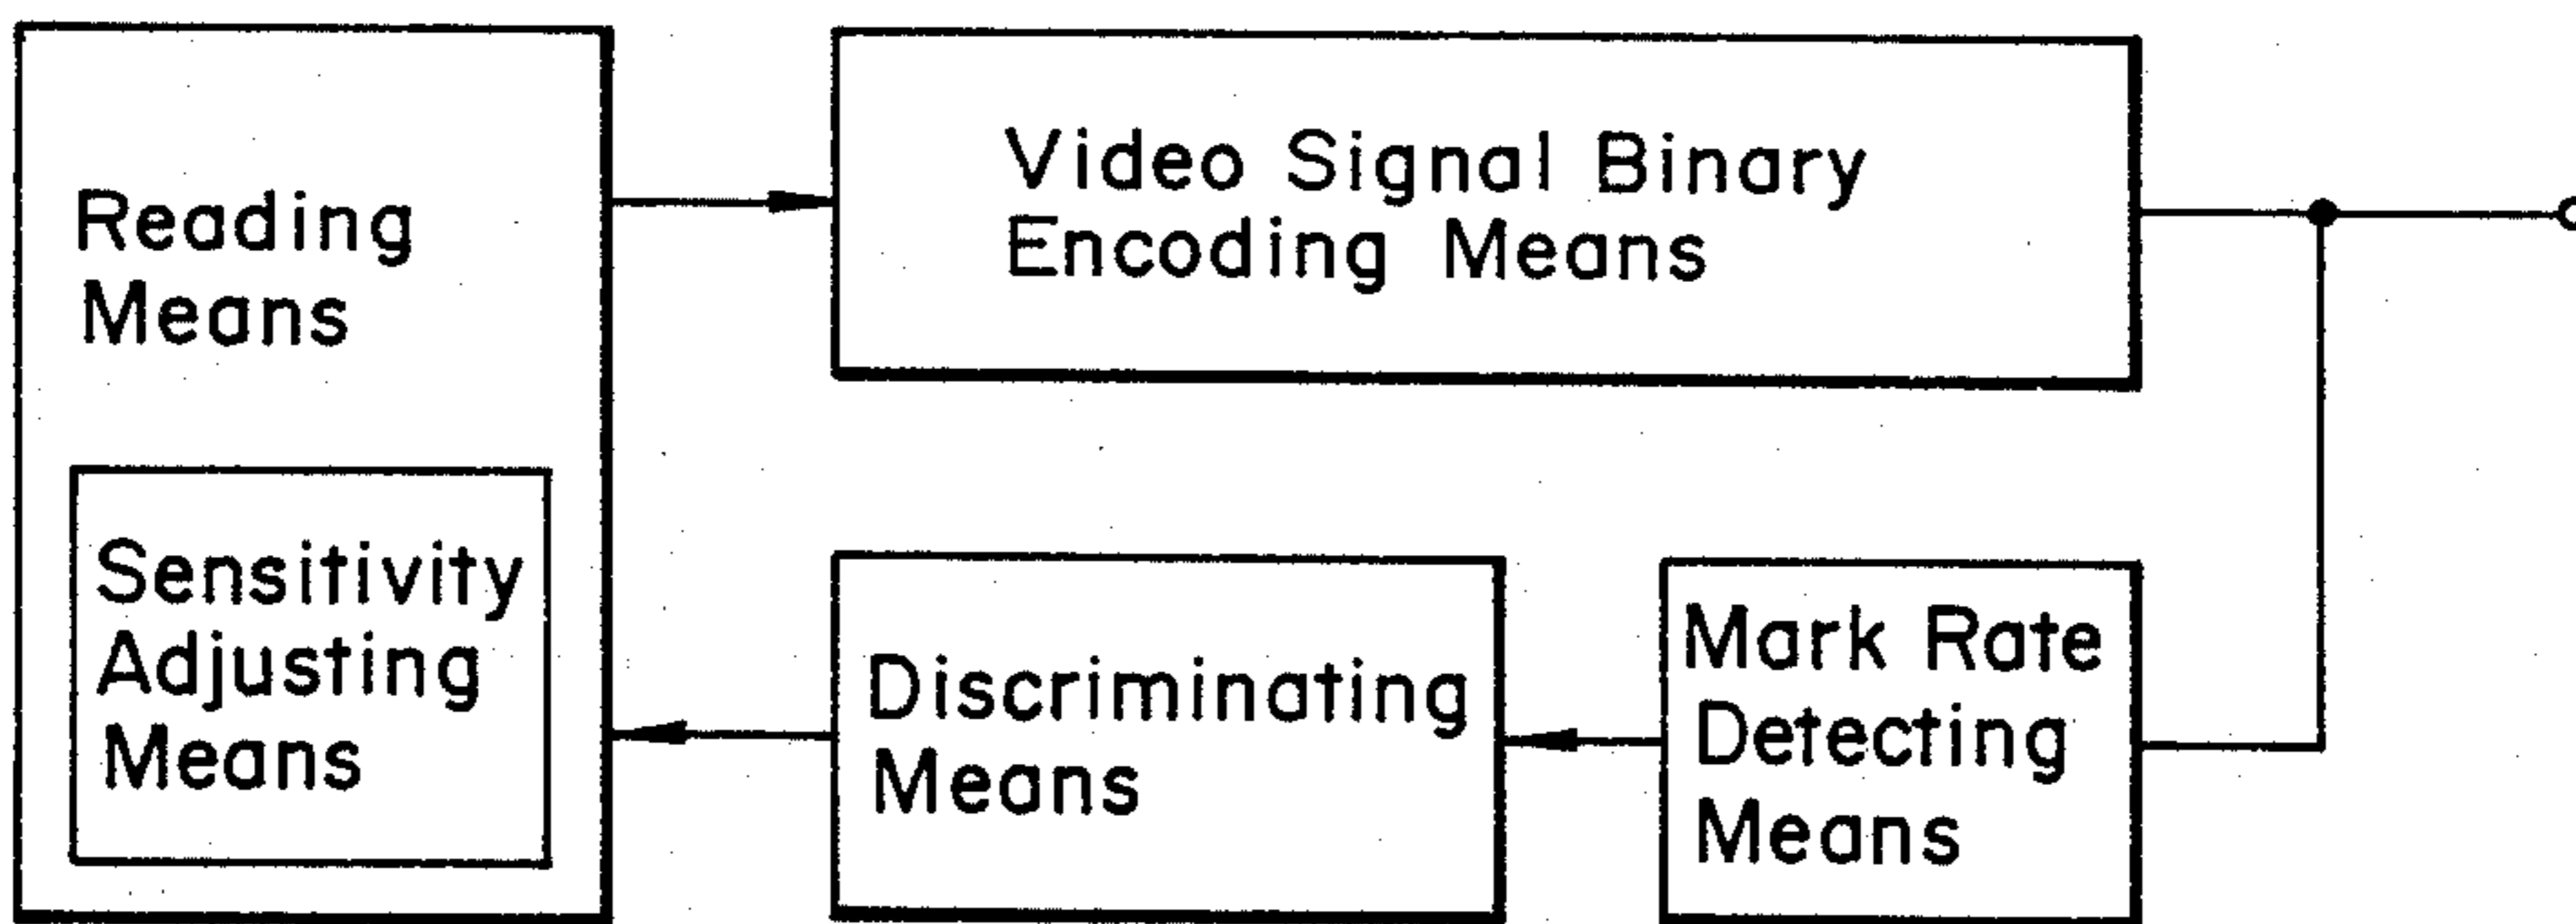 Reading
Means
Sensitivity
Adjusting
Means
Video Signal Binary
Encoding Means
Discriminating
Means
Mark Rate
Detecting
Means